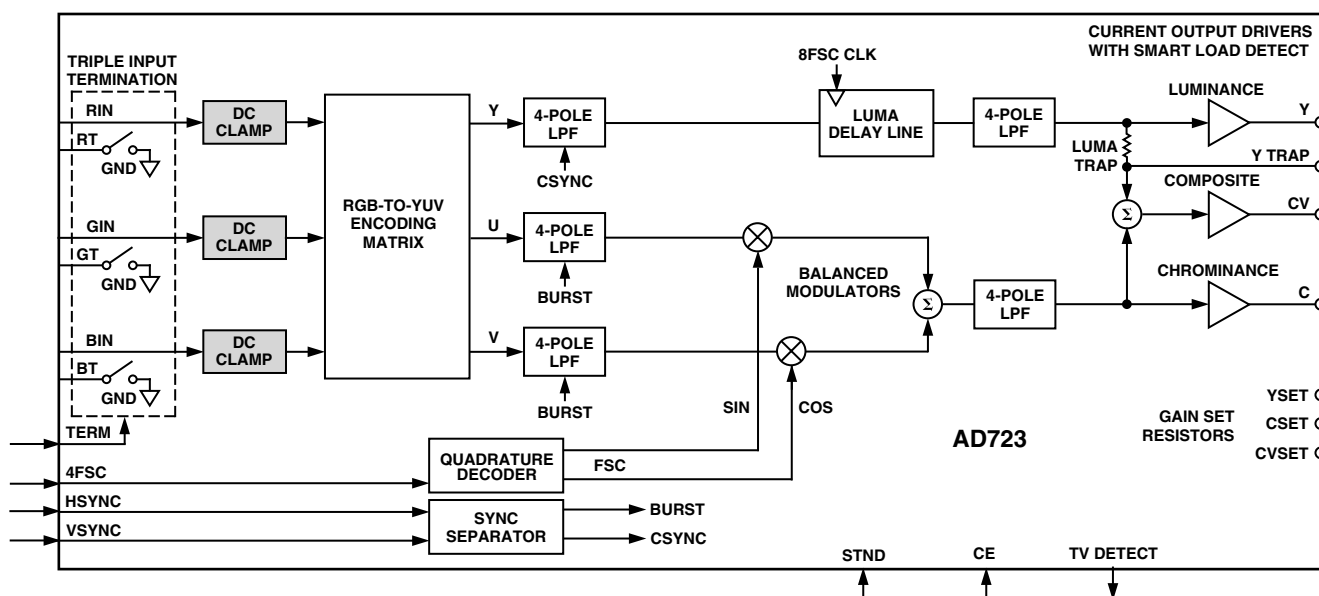 CURRENT OUTPUT DRIVERS
WITH SMART LOAD DETECT
TRIPLE INPUT
TERMINATION
8FSC CLK
RIN
DC
CLAMP
Y
4-POLE
LPF
LUMA
DELAY LINE
4-POLE
LPF
LUMINANCE
Y
RT
GND
CSYNC
LUMA
TRAP
Y TRAP
COMPOSITE
CV
RGB-TO-YUV
ENCODING
MATRIX
GIN
DC
CLAMP
U
4-POLE
LPF
Σ
GT
GND
BURST
BALANCED
MODULATORS
Σ
4-POLE
LPF
CHROMINANCE
C
BIN
DC
CLAMP
V
4-POLE
LPF
BT
GND
BURST
SIN
COS
YSET
GAIN SET
RESISTORS
CSET
CVSET
AD723
TERM
4FSC
QUADRATURE
DECODER
FSC
HSYNC
VSYNC
SYNC
SEPARATOR
BURST
CSYNC
STND
CE
TV DETECT